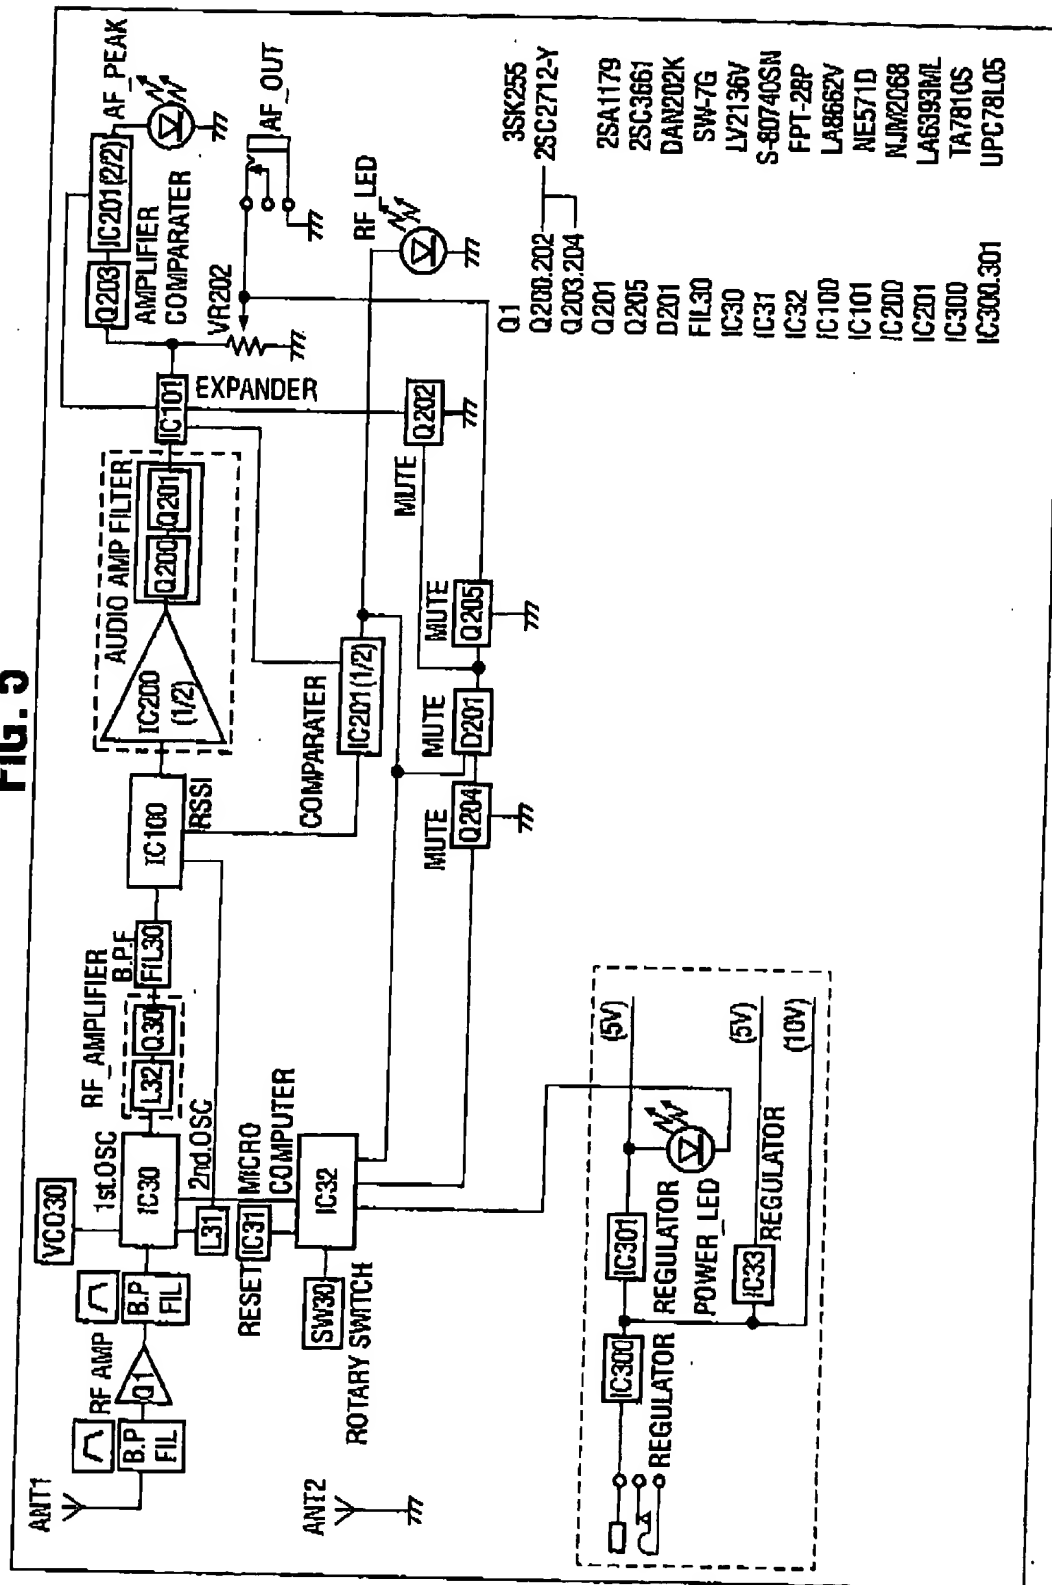 FIG. 5
ANT1
B.P
FIL
RF AMP
Q1
B.P
FIL
VCO30
1st.OSC
IC30
2nd.OSC
L31
RF_AMPLIFIER
L32
Q30
B.P.F
FIL30
IC100
RSSI
AUDIO AMP FILTER
IC200
(1/2)
Q200
Q201
IC101
EXPANDER
Q203
IC201(2/2)
AMPLIFIER
COMPARATER
AF_PEAK
VR202
AF_OUT
RF_LED
ANT2
RESET
IC31
MICRO
COMPUTER
IC32
SW30
ROTARY SWITCH
COMPARATER
IC201(1/2)
MUTE
Q202
MUTE
Q204
MUTE
D201
MUTE
Q205
REGULATOR
IC300
IC301
REGULATOR
POWER_LED
IC33
REGULATOR
(5V)
(5V)
(10V)
Q1 3SK255
Q200.202 2SC2712-Y
Q203.204
Q201 2SA1179
Q205 2SC3661
D201 DAN202K
FIL30 SW-7G
IC30 LV2136V
IC31 S-80740SN
IC32 FPT-28P
IC100 LA8662V
IC101 NE571D
IC200 NJM2068
IC201 LA6393ML
IC300 TA7810S
IC300.301 UPC78L05